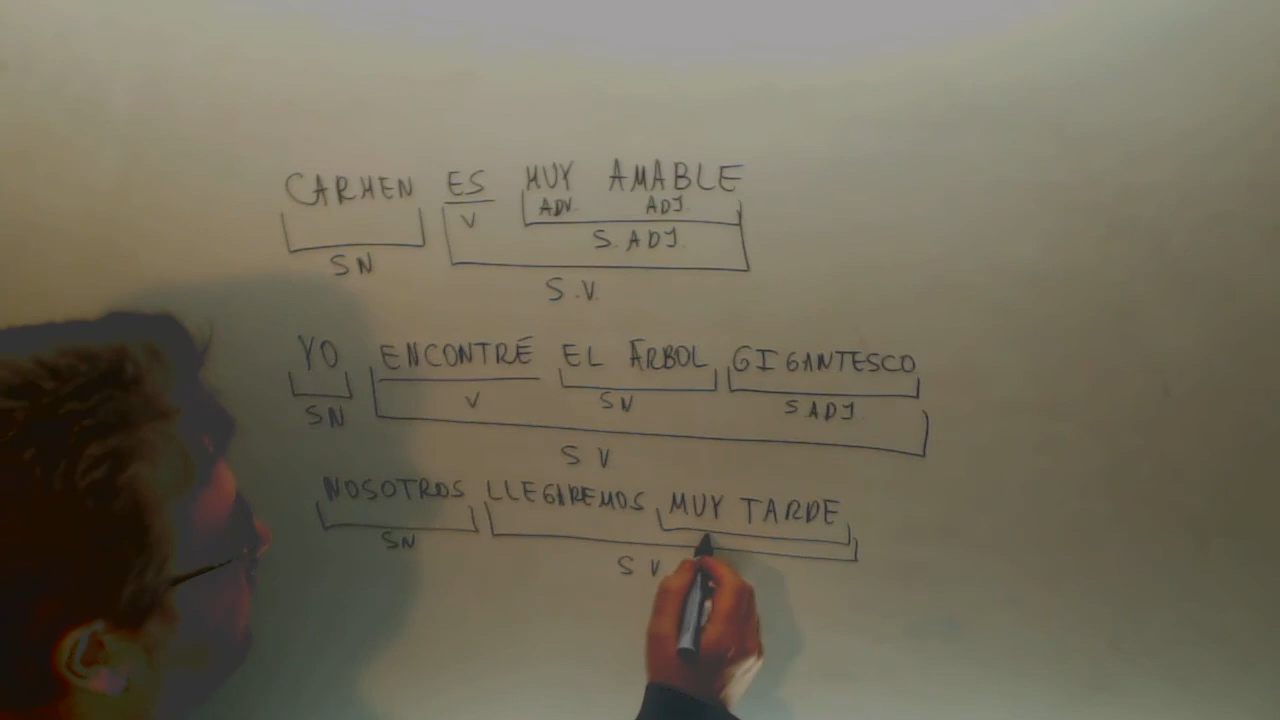 CARMEN ES MUY AMABLE
V ADV. ADJ.
S. ADJ.
SN
S.V.
YO ENCONTRÉ EL ÁRBOL GIGANTESCO
SN V SN S ADJ
S V
NOSOTROS LLEGAREMOS MUY TARDE
SN
S V